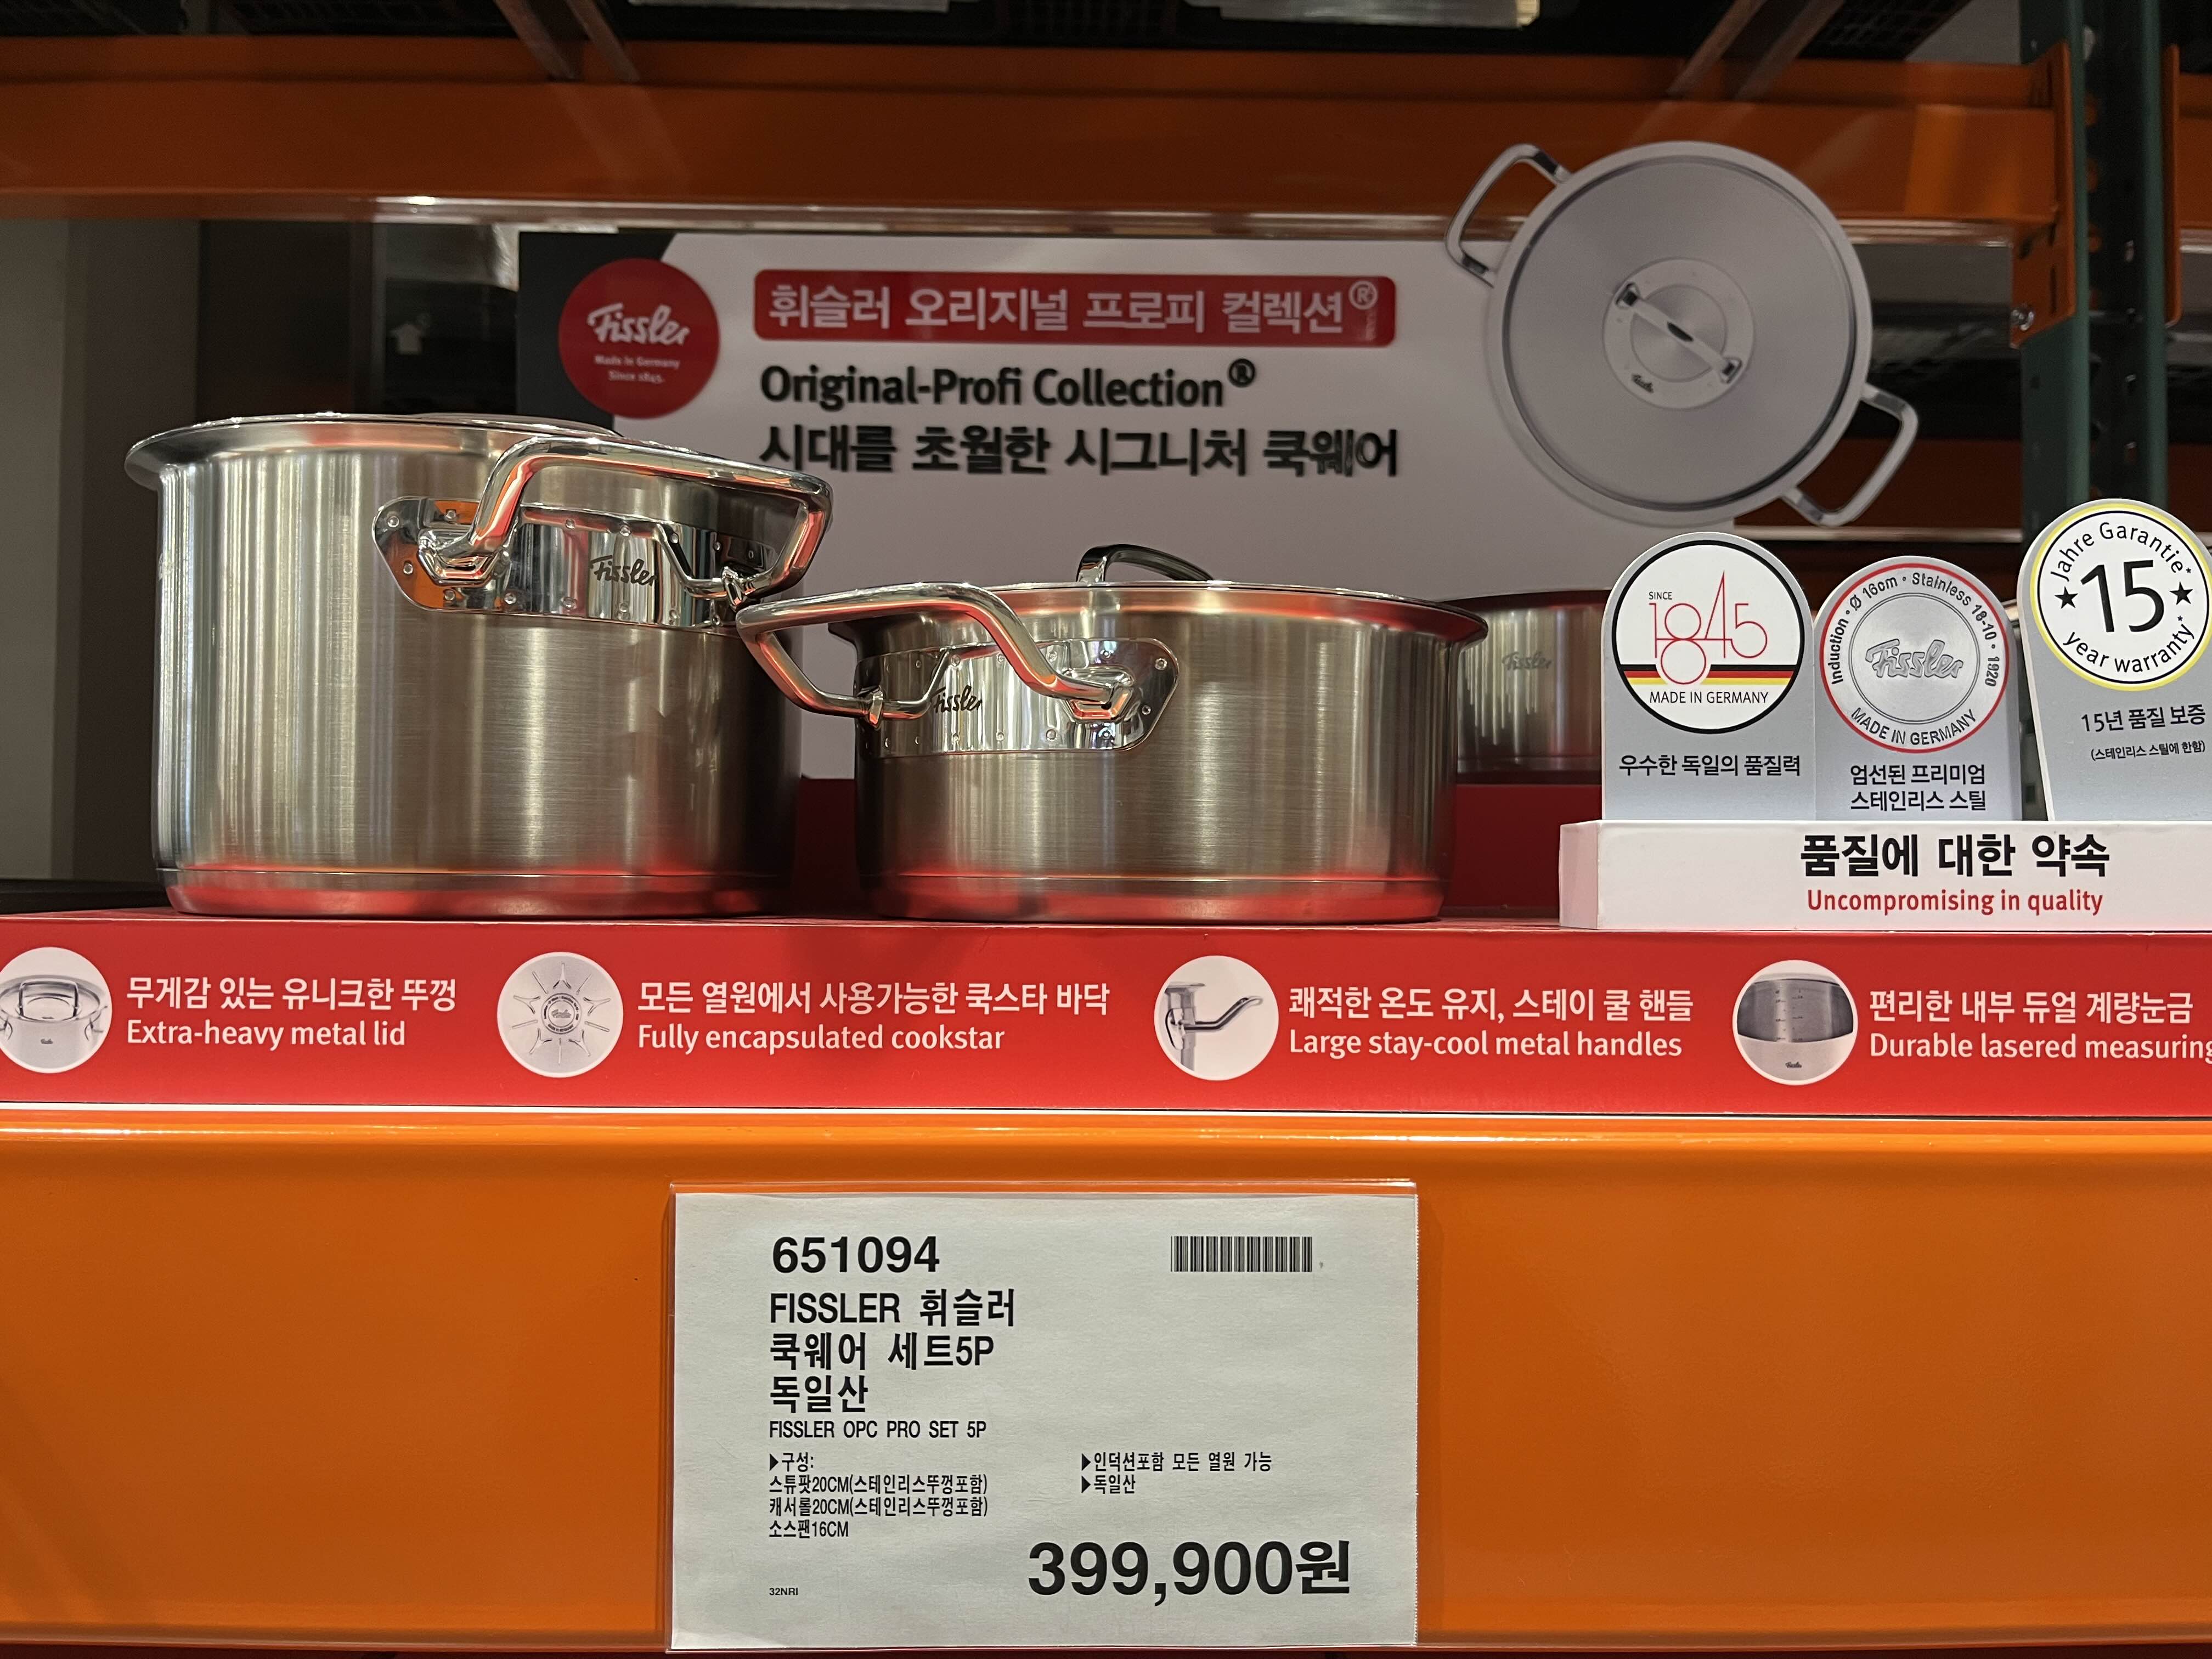 Fissler
Made in Germany
Since 1845.
휘슬러 오리지널 프로피 컬렉션®
Original-Profi Collection®
시대를 초월한 시그니처 쿡웨어
Fissler
Fissler
Fissler
SINCE
1845
MADE IN GERMANY
우수한 독일의 품질력
Induction • Ø 16cm • Stainless 18-10 • 1920
Fissler
MADE IN GERMANY
엄선된 프리미엄
스테인리스 스틸
Jahre Garantie*
★ 15 ★
year warranty*
15년 품질 보증
(스테인리스 스틸에 한함)
품질에 대한 약속
Uncompromising in quality
무게감 있는 유니크한 뚜껑
Extra-heavy metal lid
모든 열원에서 사용가능한 쿡스타 바닥
Fully encapsulated cookstar
쾌적한 온도 유지, 스테이 쿨 핸들
Large stay-cool metal handles
편리한 내부 듀얼 계량눈금
Durable lasered measuring
651094
FISSLER 휘슬러
쿡웨어 세트5P
독일산
FISSLER OPC PRO SET 5P
▶구성:
스튜팟20CM(스테인리스뚜껑포함)
캐서롤20CM(스테인리스뚜껑포함)
소스팬16CM
▶인덕션포함 모든 열원 가능
▶독일산
399,900원
32NRI